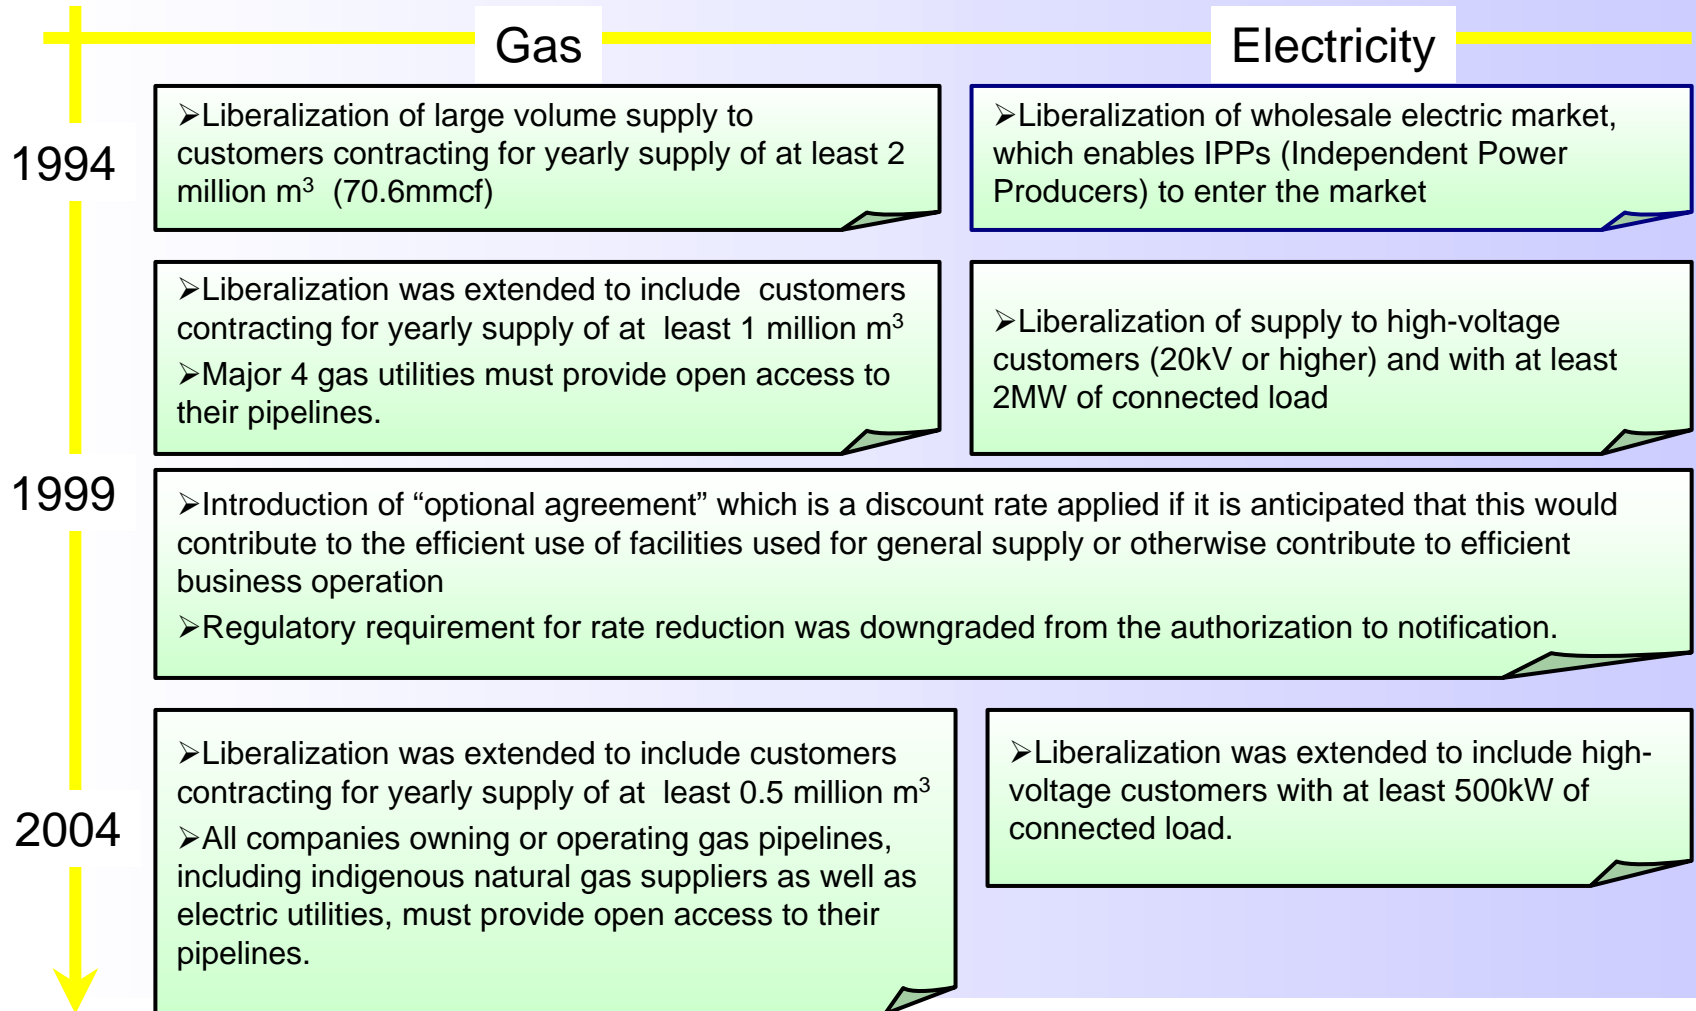 Gas
Electricity
1994
➢Liberalization of large volume supply to
customers contracting for yearly supply of at least 2
million m³ (70.6mmcf)
➢Liberalization of wholesale electric market,
which enables IPPs (Independent Power
Producers) to enter the market
➢Liberalization was extended to include customers
contracting for yearly supply of at least 1 million m³
➢Major 4 gas utilities must provide open access to
their pipelines.
➢Liberalization of supply to high-voltage
customers (20kV or higher) and with at least
2MW of connected load
1999
➢Introduction of “optional agreement” which is a discount rate applied if it is anticipated that this would
contribute to the efficient use of facilities used for general supply or otherwise contribute to efficient
business operation
➢Regulatory requirement for rate reduction was downgraded from the authorization to notification.
2004
➢Liberalization was extended to include customers
contracting for yearly supply of at least 0.5 million m³
➢All companies owning or operating gas pipelines,
including indigenous natural gas suppliers as well as
electric utilities, must provide open access to their
pipelines.
➢Liberalization was extended to include high-
voltage customers with at least 500kW of
connected load.